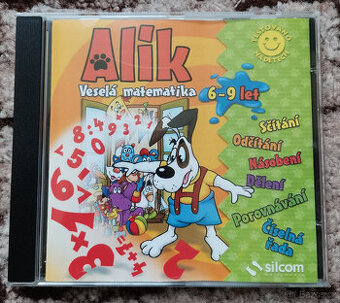 Alik
Veselá matematika
6-9 let
Sčítání
Odčítání
Násobení
Dělení
Porovnávání
Číselná
řada
silcom